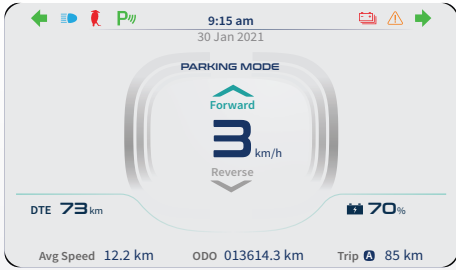 P 9:15 am
30 Jan 2021
PARKING MODE
Forward
3 km/h
Reverse
DTE 73 km 70%
Avg Speed 12.2 km ODO 013614.3 km Trip A 85 km